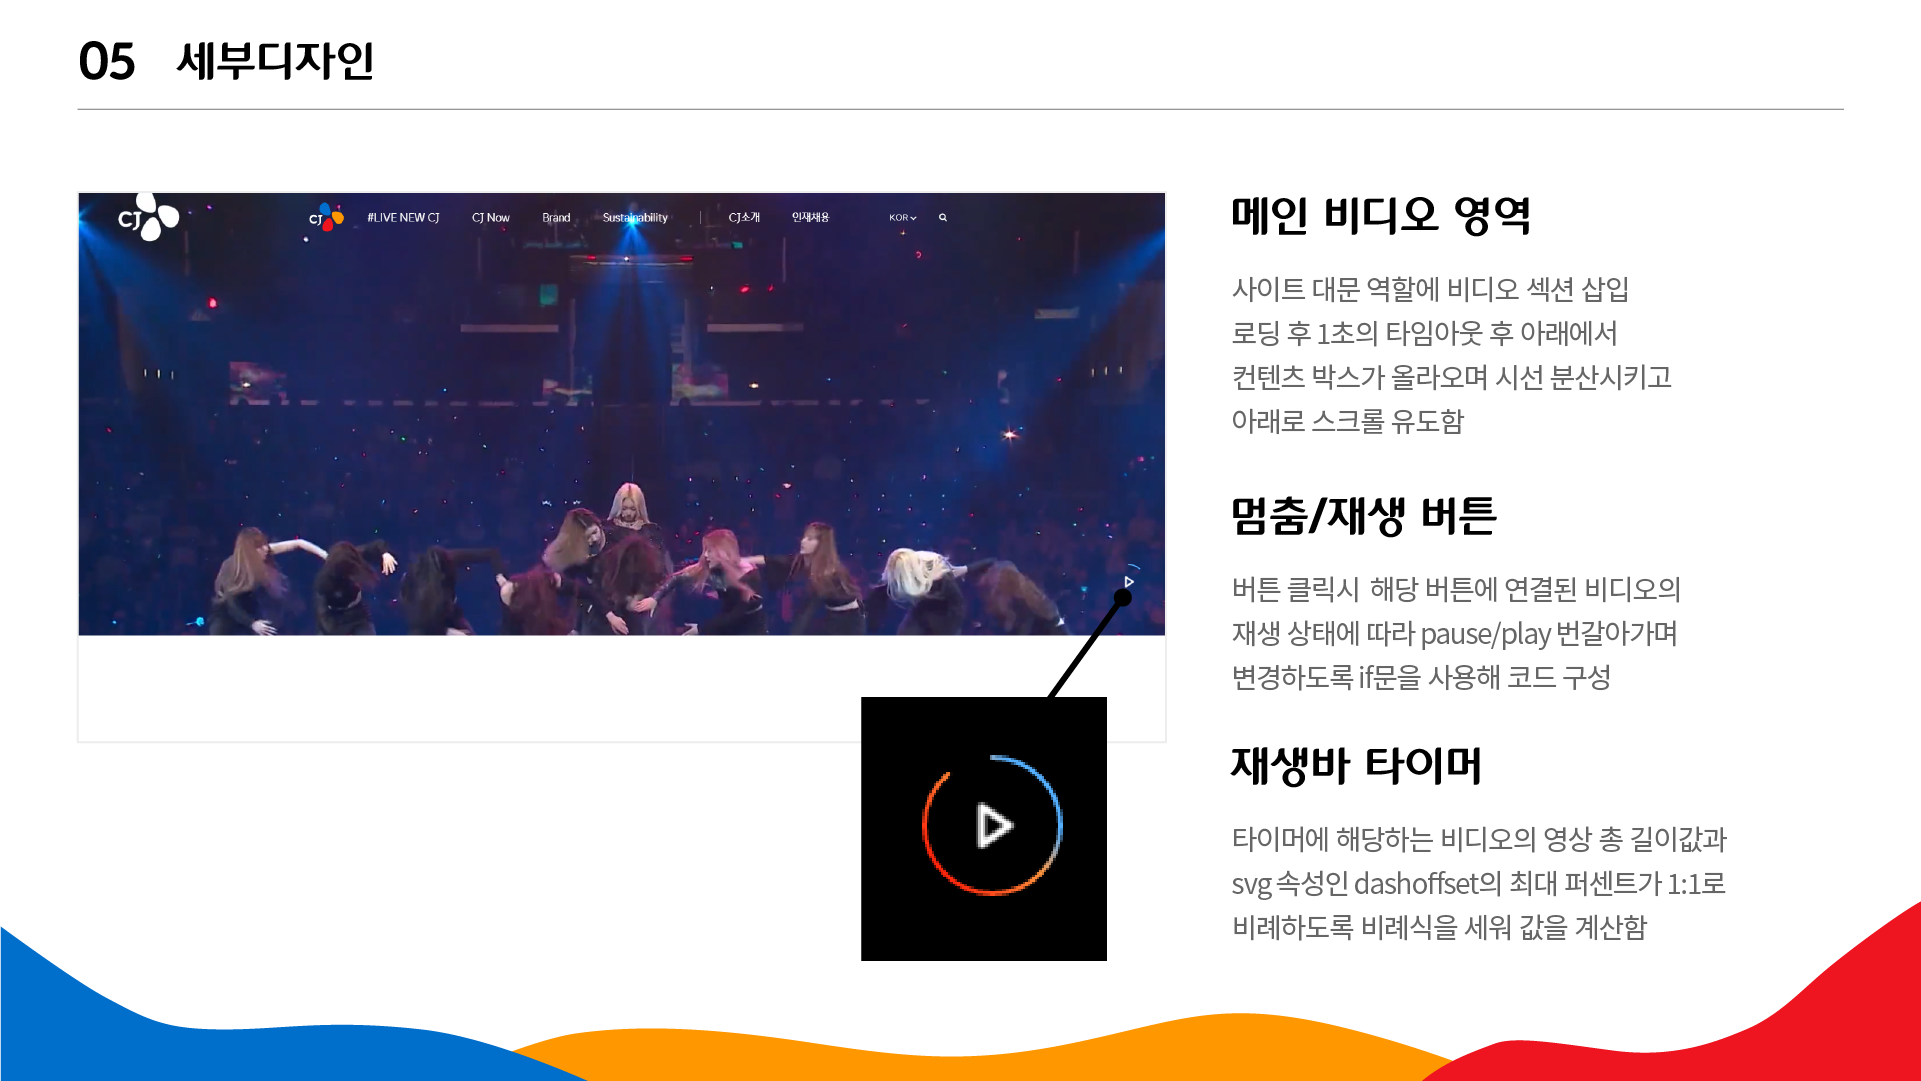 05 세부디자인
CJ
CJ #LIVE NEW CJ CJ Now Brand Sustainability CJ소개 인재채용 KOR
메인 비디오 영역
사이트 대문 역할에 비디오 섹션 삽입
로딩 후 1초의 타임아웃 후 아래에서
컨텐츠 박스가 올라오며 시선 분산시키고
아래로 스크롤 유도함
멈춤/재생 버튼
버튼 클릭시 해당 버튼에 연결된 비디오의
재생 상태에 따라 pause/play 번갈아가며
변경하도록 if문을 사용해 코드 구성
재생바 타이머
타이머에 해당하는 비디오의 영상 총 길이값과
svg 속성인 dashoffset의 최대 퍼센트가 1:1로
비례하도록 비례식을 세워 값을 계산함